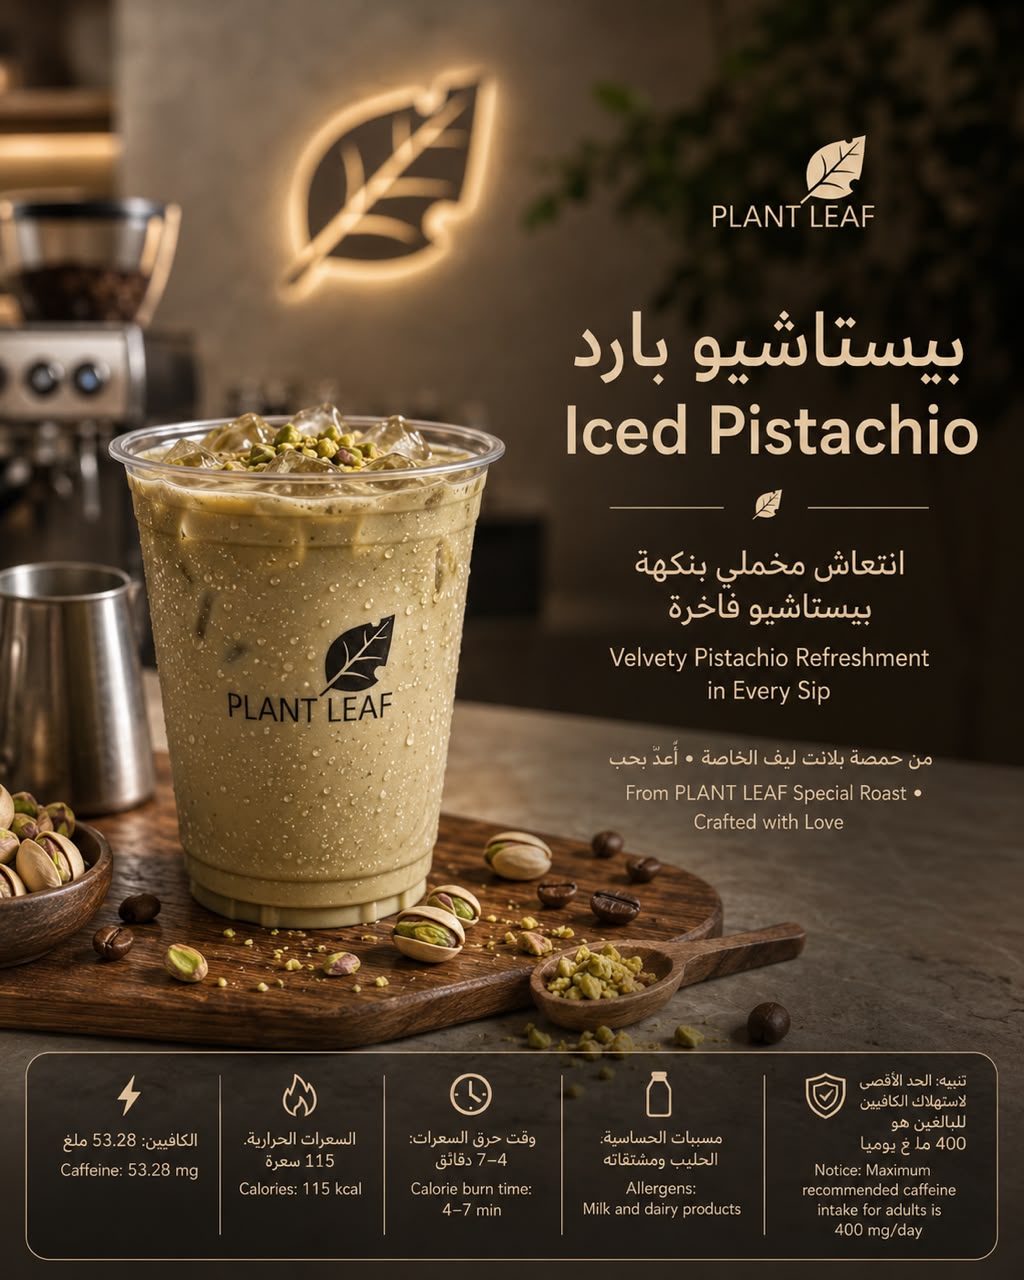 PLANT LEAF
بيستاشيو بارد
Iced Pistachio
انتعاش مخملي بنكهة
بيستاشيو فاخرة
Velvety Pistachio Refreshment
in Every Sip
من حمصة بلانت ليف الخاصة • أُعدّ بحب
From PLANT LEAF Special Roast •
Crafted with Love
PLANT LEAF
الكافيين: 53.28 ملغ
Caffeine: 53.28 mg
السعرات الحرارية:
115 سعرة
Calories: 115 kcal
وقت حرق السعرات:
4–7 دقائق
Calorie burn time:
4–7 min
مسببات الحساسية:
الحليب ومشتقاته
Allergens:
Milk and dairy products
تنبيه: الحد الأقصى
لاستهلاك الكافيين
للبالغين هو
400 ملغ يوميا
Notice: Maximum
recommended caffeine
intake for adults is
400 mg/day